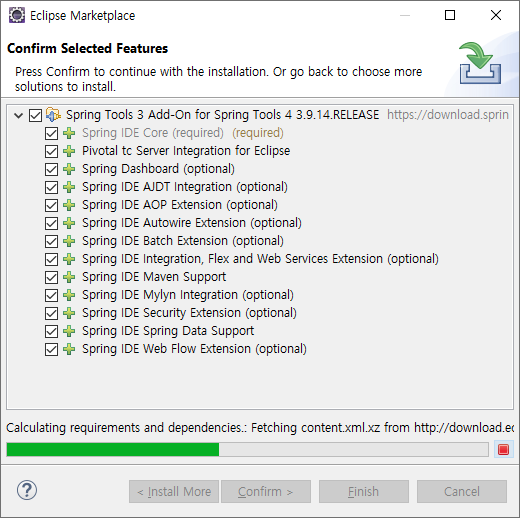 Eclipse Marketplace
Confirm Selected Features
Press Confirm to continue with the installation. Or go back to choose more
solutions to install.
Spring Tools 3 Add-On for Spring Tools 4 3.9.14.RELEASE https://download.sprin
Spring IDE Core (required) (required)
Pivotal tc Server Integration for Eclipse
Spring Dashboard (optional)
Spring IDE AJDT Integration (optional)
Spring IDE AOP Extension (optional)
Spring IDE Autowire Extension (optional)
Spring IDE Batch Extension (optional)
Spring IDE Integration, Flex and Web Services Extension (optional)
Spring IDE Maven Support
Spring IDE Mylyn Integration (optional)
Spring IDE Security Extension (optional)
Spring IDE Spring Data Support
Spring IDE Web Flow Extension (optional)
Calculating requirements and dependencies.: Fetching content.xml.xz from http://download.ec
? < Install More Confirm > Finish Cancel